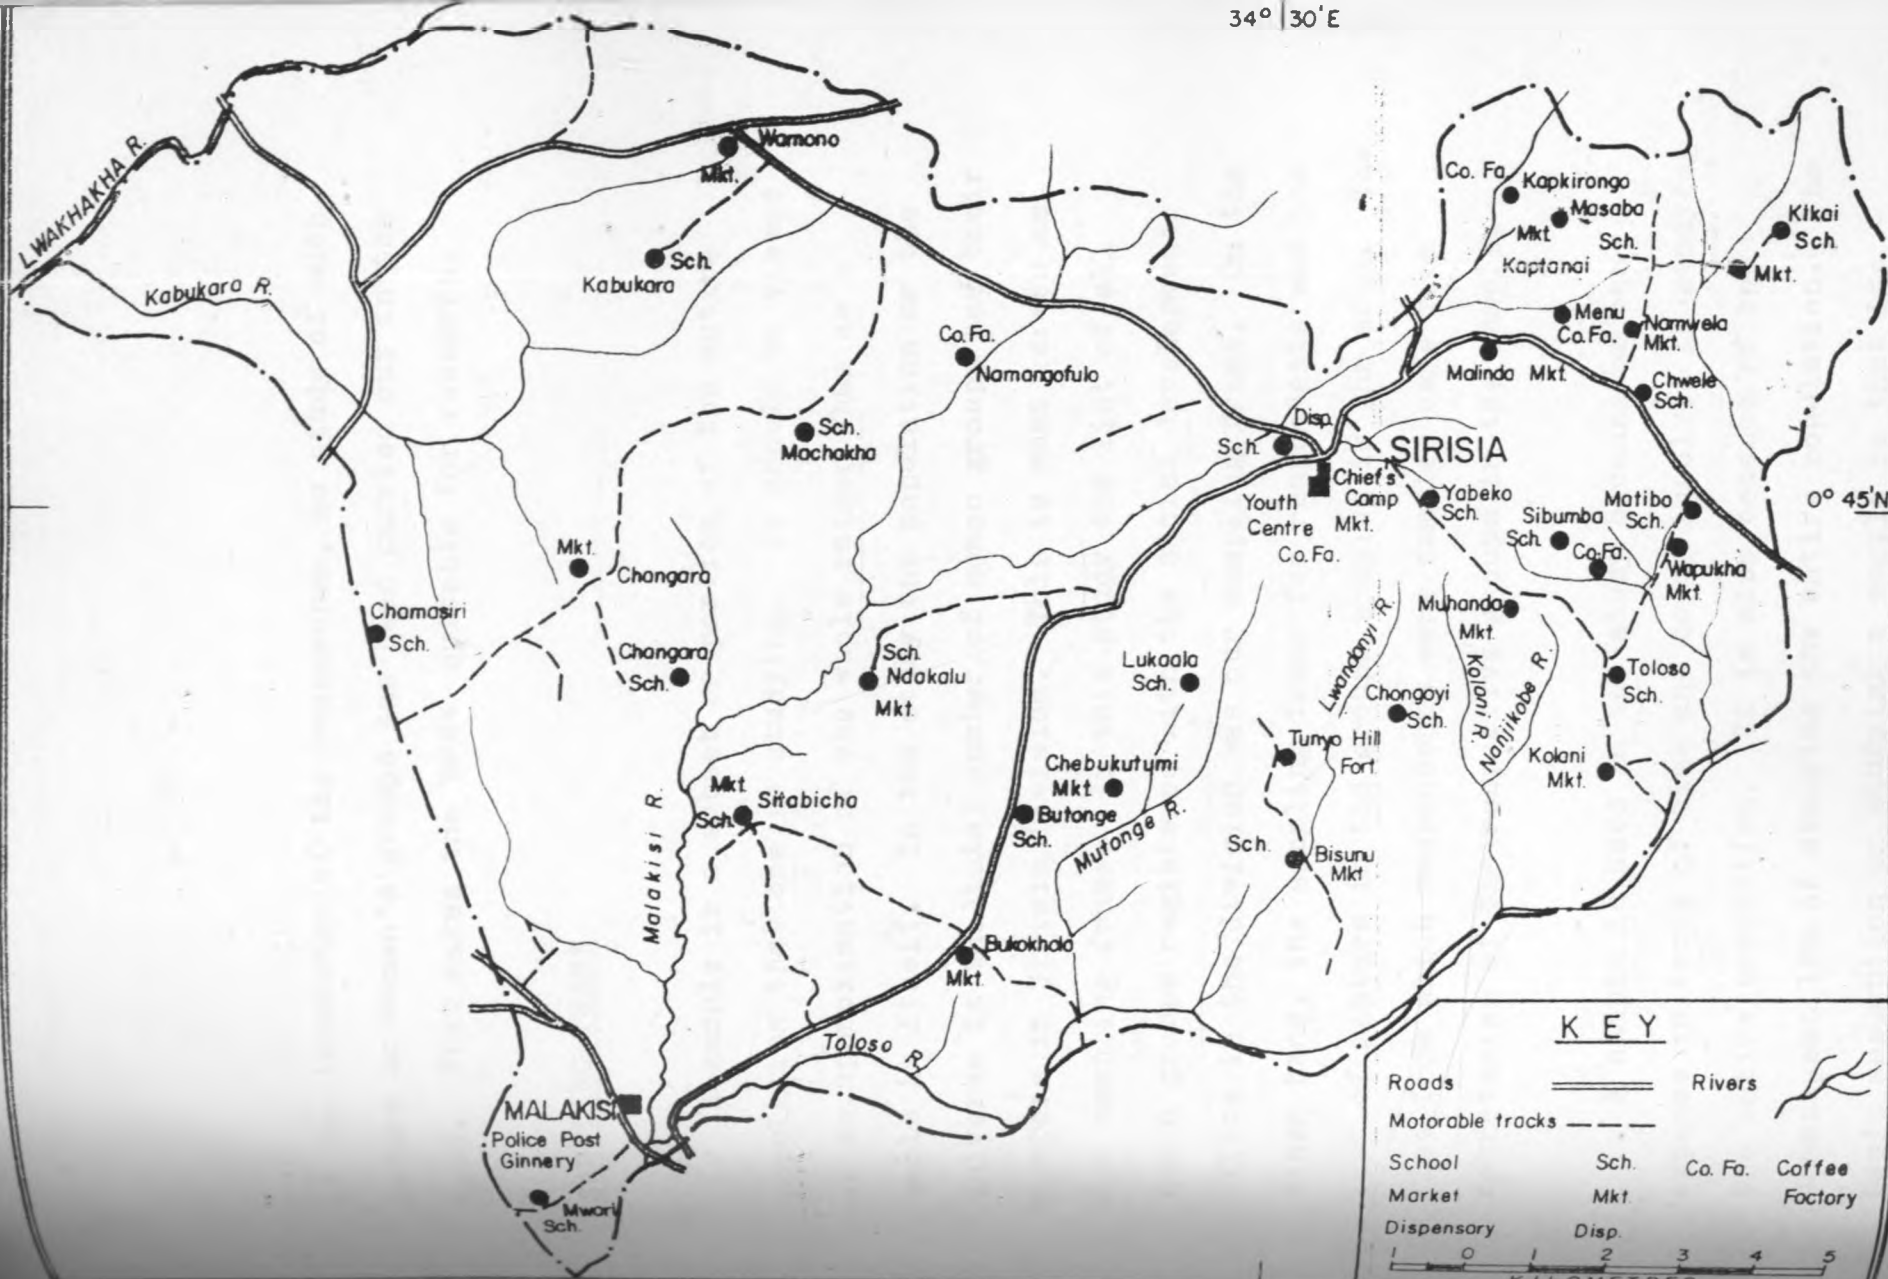 34° 30'E
LWAKHAKHA R.
Kabukara R.
Wamono
Mkt.
Sch.
Kabukara
Co. Fa.
Kapkirongo
Masaba
Mkt.
Sch.
Kaptanai
Kikai
Sch.
Mkt.
Menu
Co. Fa.
Namwela
Mkt.
Malinda Mkt.
Chwele
Sch.
Co. Fa.
Namangofulo
Sch.
Machakha
Disp.
Sch.
SIRISIA
Chief's
Camp
Mkt.
Youth
Centre
Co. Fa.
Yabeko
Sch.
Matibo
Sch.
0° 45'N
Sibumba
Sch.
Co. Fa.
Wapukha
Mkt.
Mkt.
Changara
Chamasiri
Sch.
Changara
Sch.
Sch.
Ndakalu
Mkt.
Lukaala
Sch.
Lwandanyi R.
Muhanda
Mkt.
Kolani R.
Nanjikobe R.
Toloso
Sch.
Chongoyi
Sch.
Tunyo Hill
Fort
Kolani
Mkt.
Chebukutumi
Mkt.
Mkt.
Sitabicha
Sch.
Malakisi R.
Butonge
Sch.
Mutonge R.
Sch.
Bisunu
Mkt
Bukokholo
Mkt.
Toloso R.
MALAKISI
Police Post
Ginnery
Mwari
Sch.
KEY
Roads
Rivers
Motorable tracks
School Sch.
Co. Fa. Coffee
Factory
Market Mkt.
Dispensary Disp.
1 0 1 2 3 4 5
KILOMETRES